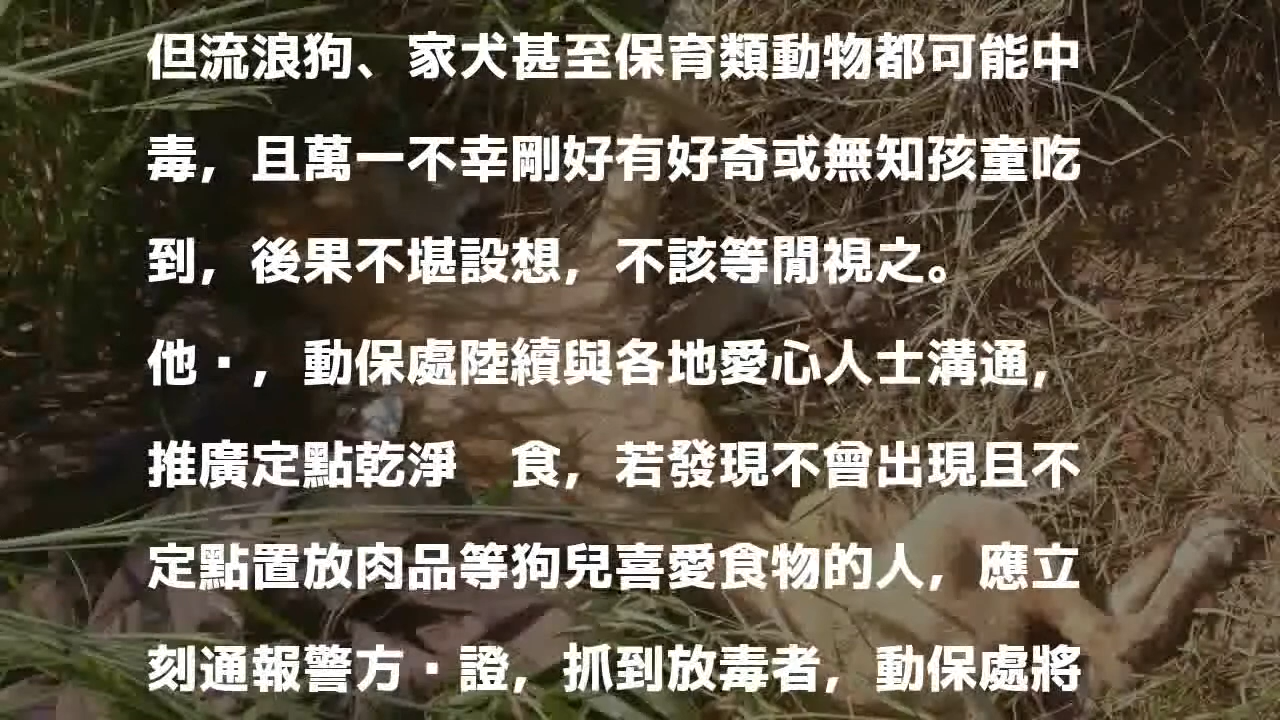 但流浪狗、家犬甚至保育類動物都可能中
毒，且萬一不幸剛好有好奇或無知孩童吃
到，後果不堪設想，不該等閒視之。
他·，動保處陸續與各地愛心人士溝通，
推廣定點乾淨　食，若發現不曾出現且不
定點置放肉品等狗兒喜愛食物的人，應立
刻通報警方·證，抓到放毒者，動保處將